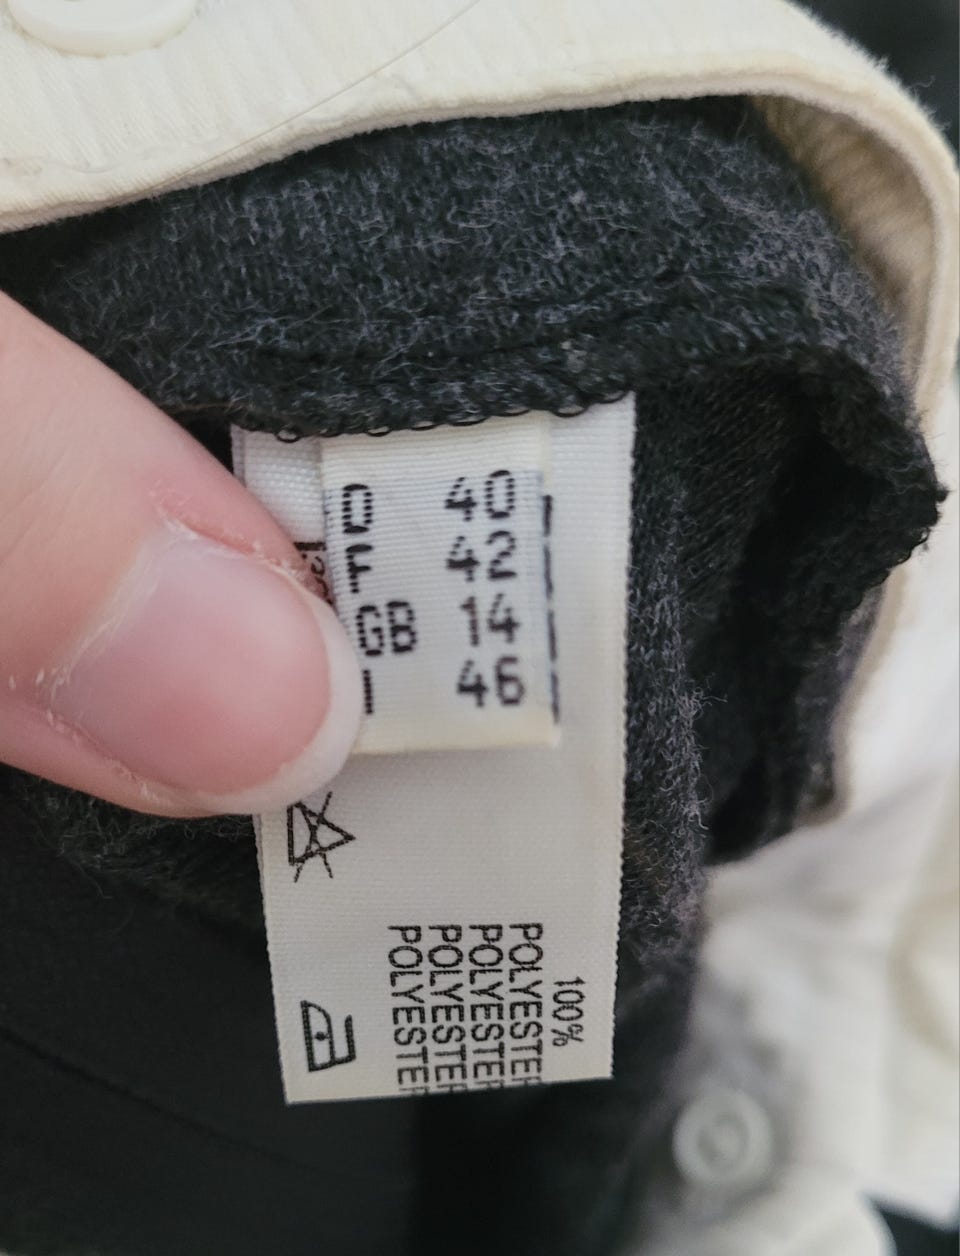 D 40
F 42
GB 14
I 46
100%
POLYESTER
POLYESTER
POLYESTER
POLYESTER